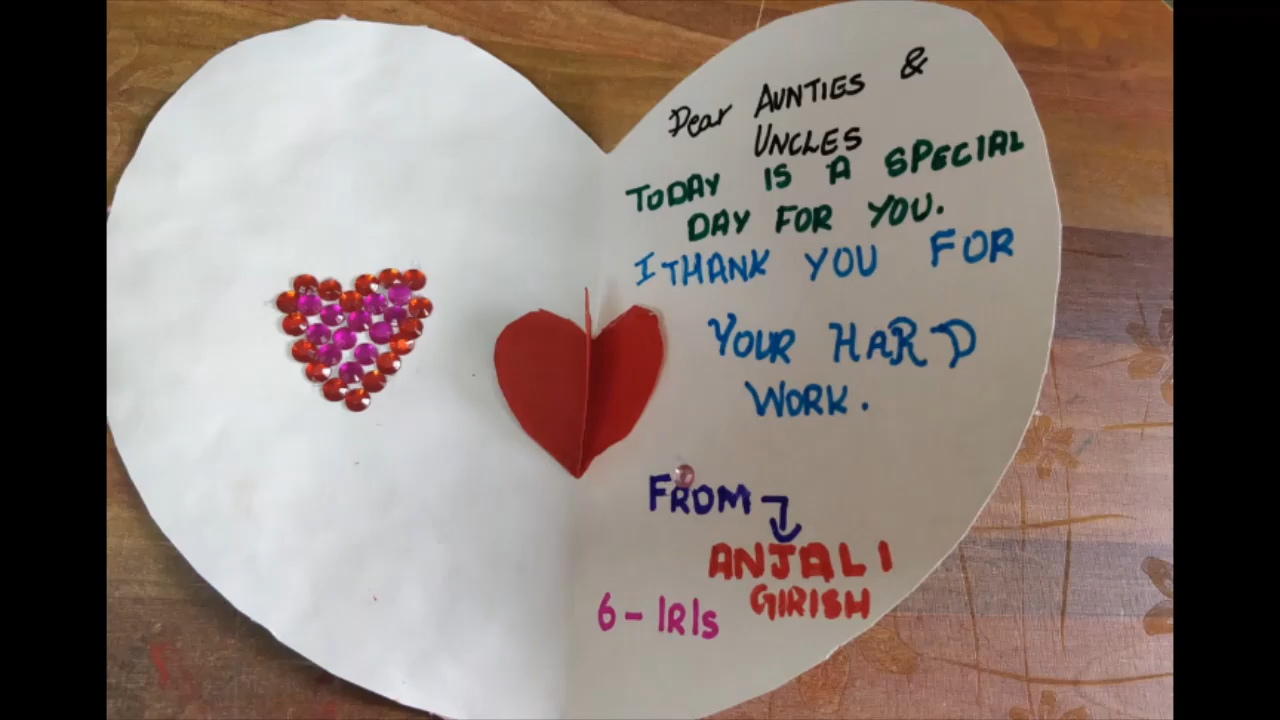 Dear AUNTIES &
UNCLES
TODAY IS A SPECIAL
DAY FOR YOU.
I THANK YOU FOR
YOUR HARD
WORK.
FROM
ANJALI
GIRISH
6-IRIs